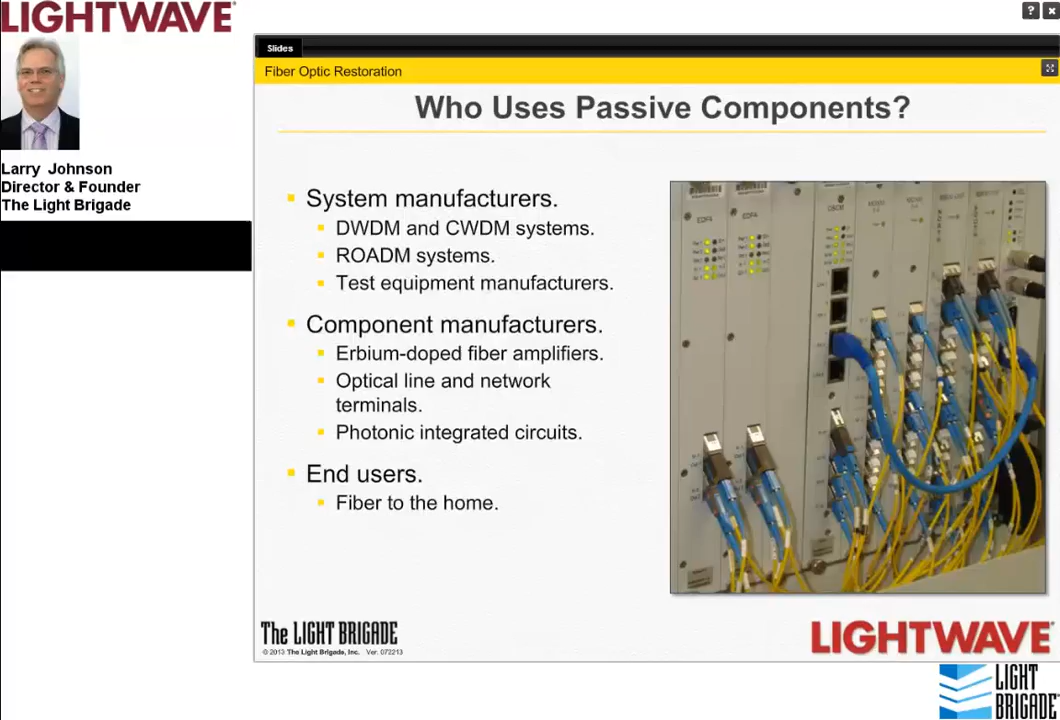 LIGHTWAVE
Larry Johnson
Director & Founder
The Light Brigade
Slides
Fiber Optic Restoration
Who Uses Passive Components?
System manufacturers.
DWDM and CWDM systems.
ROADM systems.
Test equipment manufacturers.
Component manufacturers.
Erbium-doped fiber amplifiers.
Optical line and network
terminals.
Photonic integrated circuits.
End users.
Fiber to the home.
EDFA
EDFA
The LIGHT BRIGADE
© 2013 The Light Brigade, Inc. Ver. 072213
LIGHTWAVE
LIGHT
BRIGADE